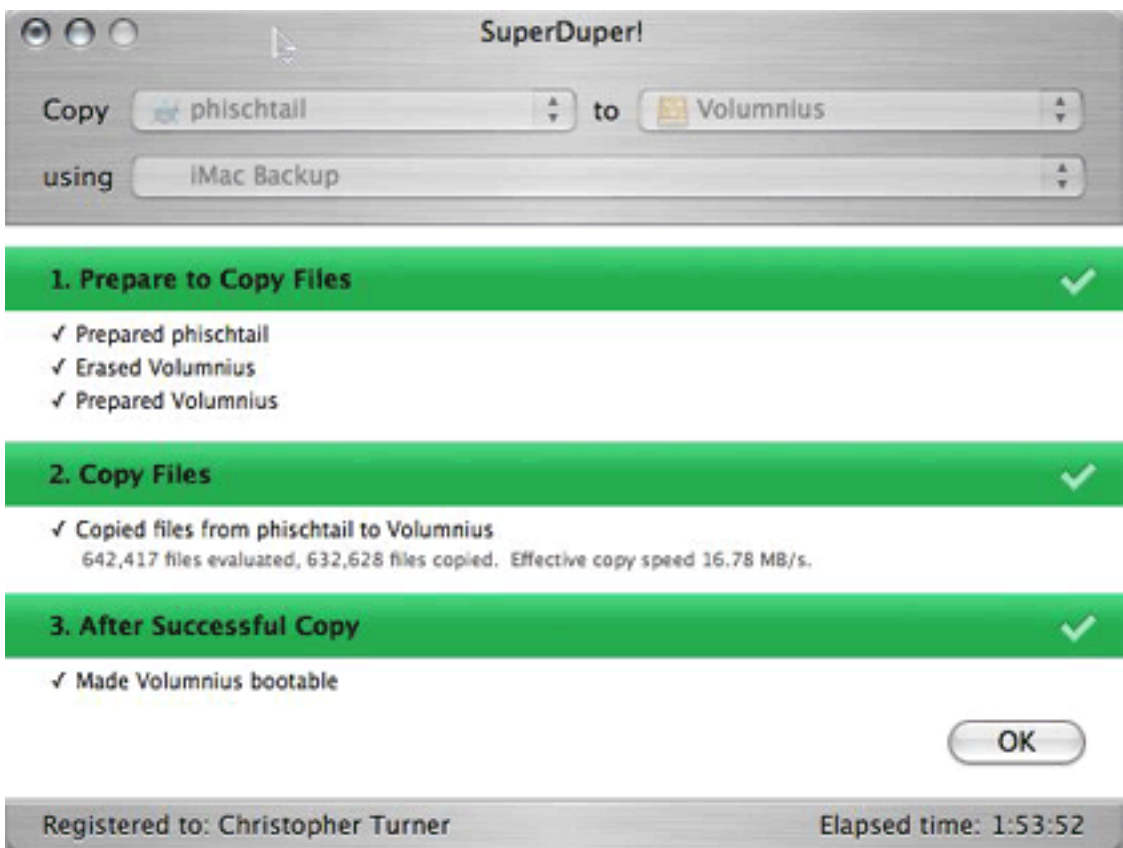 SuperDuper!
Copy phischtail to Volumnius
using iMac Backup
1. Prepare to Copy Files
✓ Prepared phischtail
✓ Erased Volumnius
✓ Prepared Volumnius
2. Copy Files
✓ Copied files from phischtail to Volumnius
642,417 files evaluated, 632,628 files copied. Effective copy speed 16.78 MB/s.
3. After Successful Copy
✓ Made Volumnius bootable
OK
Registered to: Christopher Turner Elapsed time: 1:53:52